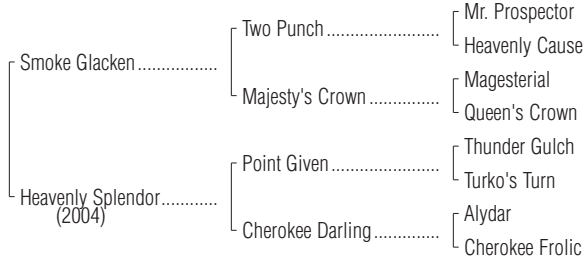 Mr. Prospector
Two Punch
Heavenly Cause
Smoke Glacken
Magesterial
Majesty's Crown
Queen's Crown
Thunder Gulch
Point Given
Turko's Turn
Heavenly Splendor
(2004)
Alydar
Cherokee Darling
Cherokee Frolic